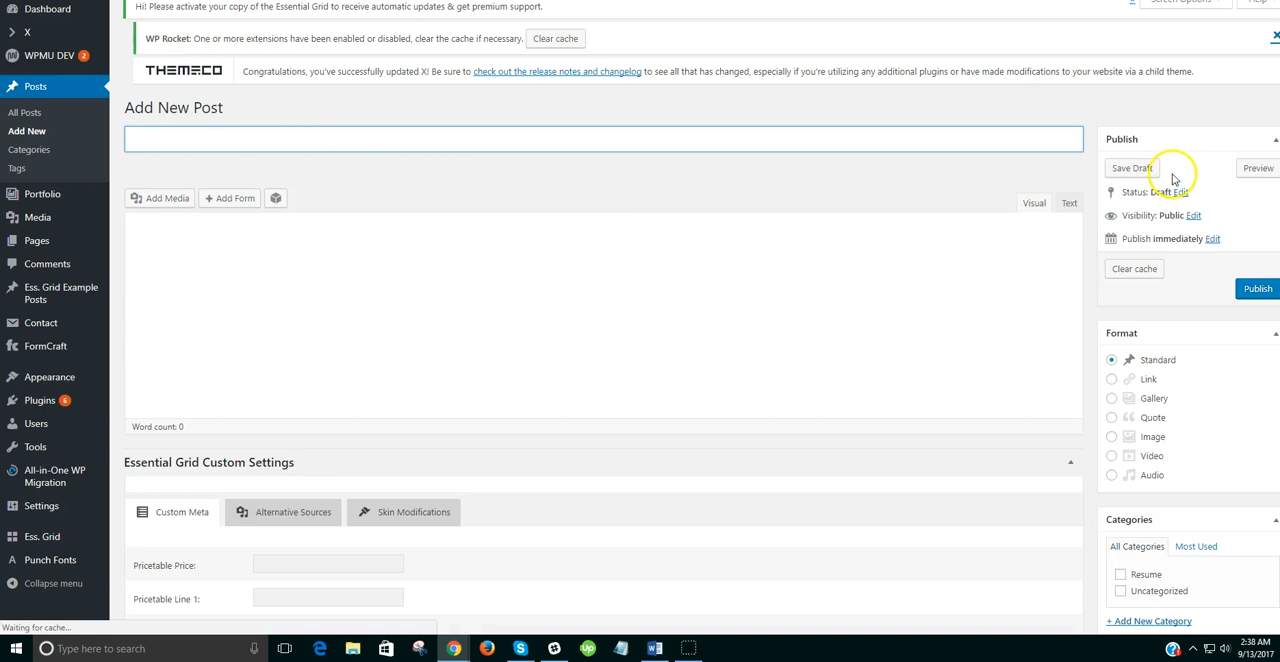 Dashboard
X
WPMU DEV 2
Posts
All Posts
Add New
Categories
Tags
Portfolio
Media
Pages
Comments
Ess. Grid Example
Posts
Contact
FormCraft
Appearance
Plugins 6
Users
Tools
All-in-One WP
Migration
Settings
Ess. Grid
Punch Fonts
Collapse menu
Hi! Please activate your copy of the Essential Grid to receive automatic updates & get premium support.
Screen Options
Help
WP Rocket: One or more extensions have been enabled or disabled, clear the cache if necessary. Clear cache
THEMECO Congratulations, you've successfully updated X! Be sure to check out the release notes and changelog to see all that has changed, especially if you're utilizing any additional plugins or have made modifications to your website via a child theme.
Add New Post
Add Media + Add Form
Visual Text
Word count: 0
Essential Grid Custom Settings
Custom Meta Alternative Sources Skin Modifications
Pricetable Price:
Pricetable Line 1:
Publish
Save Draft Preview
Status: Draft Edit
Visibility: Public Edit
Publish immediately Edit
Clear cache
Publish
Format
Standard
Link
Gallery
Quote
Image
Video
Audio
Categories
All Categories Most Used
Resume
Uncategorized
+ Add New Category
Waiting for cache...
Type here to search
2:38 AM
9/13/2017